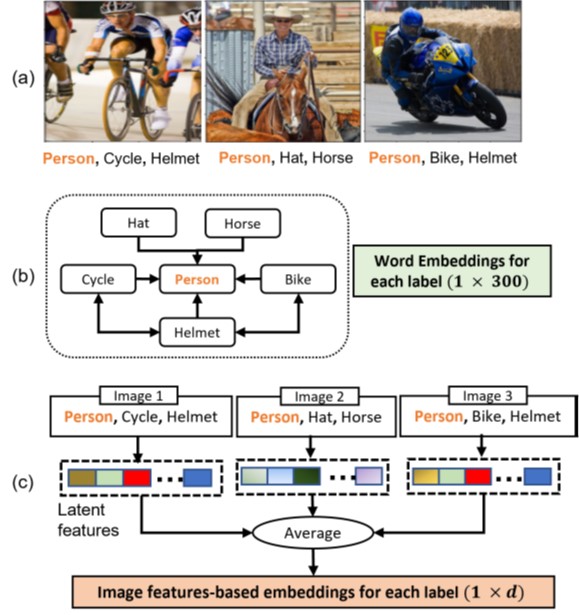 (a)
Person, Cycle, Helmet
Person, Hat, Horse
Person, Bike, Helmet
(b)
Hat
Horse
Cycle
Person
Bike
Helmet
Word Embeddings for
each label (1 × 300)
(c)
Image 1
Person, Cycle, Helmet
Image 2
Person, Hat, Horse
Image 3
Person, Bike, Helmet
Latent
features
Average
Image features-based embeddings for each label (1 × d)